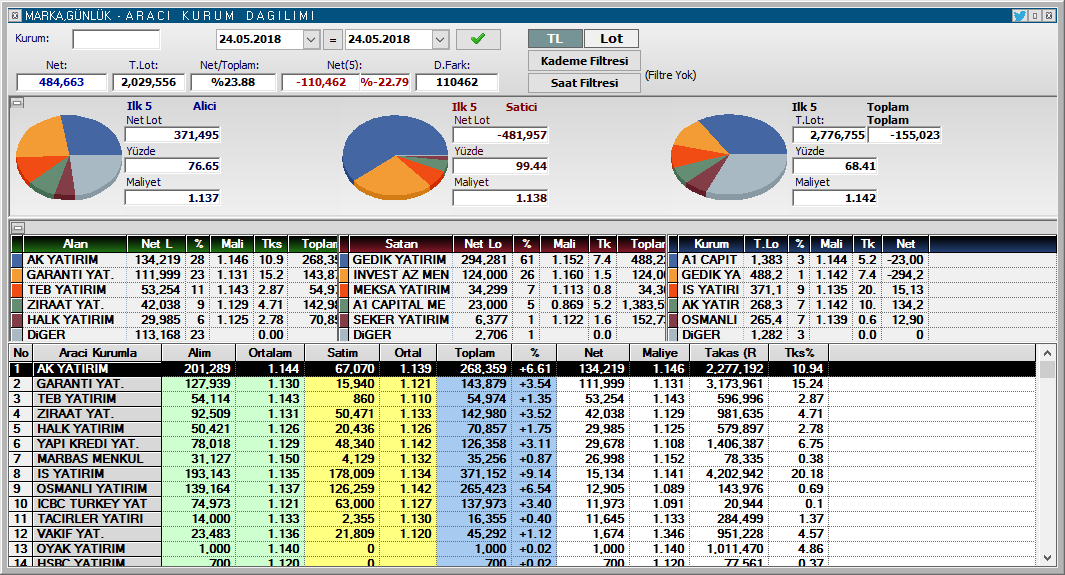 MARKA,GÜNLÜK - ARACI KURUM DAGILIMI
Kurum: 24.05.2018 = 24.05.2018 TL Lot
Kademe Filtresi
Saat Filtresi (Filtre Yok)
Net: T.Lot: Net/Toplam: Net(5): D.Fark:
484,663 2,029,556 %23.88 -110,462 %-22.79 110462
Ilk 5 Alici Ilk 5 Satici Ilk 5 Toplam
Net Lot Net Lot T.Lot: Toplam
371,495 -481,957 2,776,755 -155,023
Yüzde Yüzde Yüzde
76.65 99.44 68.41
Maliyet Maliyet Maliyet
1.137 1.138 1.142
Alan Net L % Mali Tks Toplam Satan Net Lo % Mali Tk Toplar Kurum T.Lo % Mali Tk Net
AK YATIRIM 134,219 28 1.146 10.9 268,35 GEDIK YATIRIM 294,281 61 1.152 7.4 488,22 A1 CAPIT 1,383 3 1.144 5.2 -23,00
GARANTI YAT. 111,999 23 1.131 15.2 143,87 INVEST AZ MEN 124,000 26 1.160 1.5 124,00 GEDIK YA 488,2 1 1.142 7.4 -294,2
TEB YATIRIM 53,254 11 1.143 2.87 54,97 MEKSA YATIRIM 34,299 7 1.113 0.8 34,30 IS YATIRI 371,1 9 1.135 20. 15,13
ZIRAAT YAT. 42,038 9 1.129 4.71 142,98 A1 CAPITAL ME 23,000 5 0.869 5.2 1,383,5 AK YATIR 268,3 7 1.142 10. 134,2
HALK YATIRIM 29,985 6 1.125 2.78 70,85 SEKER YATIRIM 6,377 1 1.122 1.6 152,7 OSMANLI 265,4 7 1.139 0.6 12,90
DiGER 113,168 23 0.00 DiGER 2,706 1 0.0 DiGER 1,282 3 0.0
No Araci Kurumla Alim Ortalam Satim Ortal Toplam % Net Maliye Takas (R Tks%
1 AK YATIRIM 201,289 1.144 67,070 1.139 268,359 +6.61 134,219 1.146 2,277,192 10.94
2 GARANTI YAT. 127,939 1.130 15,940 1.121 143,879 +3.54 111,999 1.131 3,173,961 15.24
3 TEB YATIRIM 54,114 1.143 860 1.110 54,974 +1.35 53,254 1.143 596,996 2.87
4 ZIRAAT YAT. 92,509 1.131 50,471 1.133 142,980 +3.52 42,038 1.129 981,635 4.71
5 HALK YATIRIM 50,421 1.126 20,436 1.126 70,857 +1.75 29,985 1.125 579,897 2.78
6 YAPI KREDI YAT. 78,018 1.129 48,340 1.142 126,358 +3.11 29,678 1.108 1,406,387 6.75
7 MARBAS MENKUL 31,127 1.150 4,129 1.132 35,256 +0.87 26,998 1.152 78,335 0.38
8 IS YATIRIM 193,143 1.135 178,009 1.134 371,152 +9.14 15,134 1.141 4,202,942 20.18
9 OSMANLI YATIRIM 139,164 1.137 126,259 1.142 265,423 +6.54 12,905 1.089 143,976 0.69
10 ICBC TURKEY YAT 74,973 1.121 63,000 1.127 137,973 +3.40 11,973 1.091 20,944 0.1
11 TACIRLER YATIRI 14,000 1.133 2,355 1.130 16,355 +0.40 11,645 1.133 284,499 1.37
12 VAKIF YAT. 23,483 1.136 21,809 1.120 45,292 +1.12 1,674 1.346 951,228 4.57
13 OYAK YATIRIM 1,000 1.140 0 1,000 +0.02 1,000 1.140 1,011,470 4.86
14 HSBC YATIRIM 700 1.120 0 700 +0.02 700 1.120 77,561 0.37